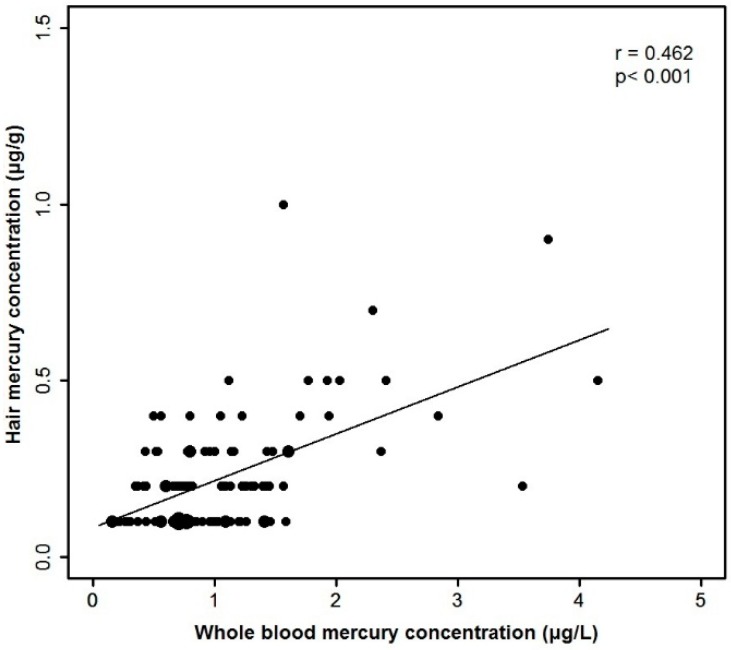 1.5
r = 0.462
p< 0.001
1.0
0.5
0.0
Hair mercury concentration (µg/g)
0 1 2 3 4 5
Whole blood mercury concentration (µg/L)